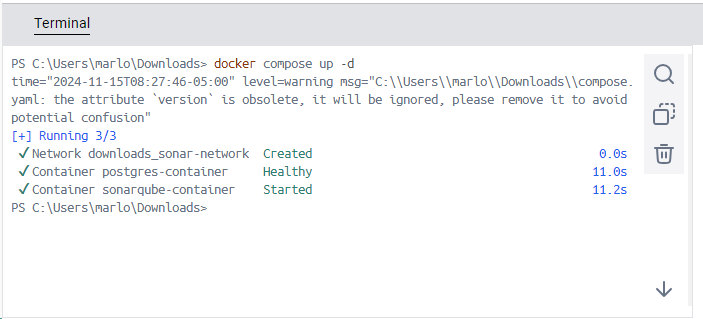 Terminal
PS C:\Users\marlo\Downloads> docker compose up -d
time="2024-11-15T08:27:46-05:00" level=warning msg="C:\\Users\\marlo\\Downloads\\compose.
yaml: the attribute `version` is obsolete, it will be ignored, please remove it to avoid
potential confusion"
[+] Running 3/3
✓ Network downloads_sonar-network Created 0.0s
✓ Container postgres-container Healthy 11.0s
✓ Container sonarqube-container Started 11.2s
PS C:\Users\marlo\Downloads>